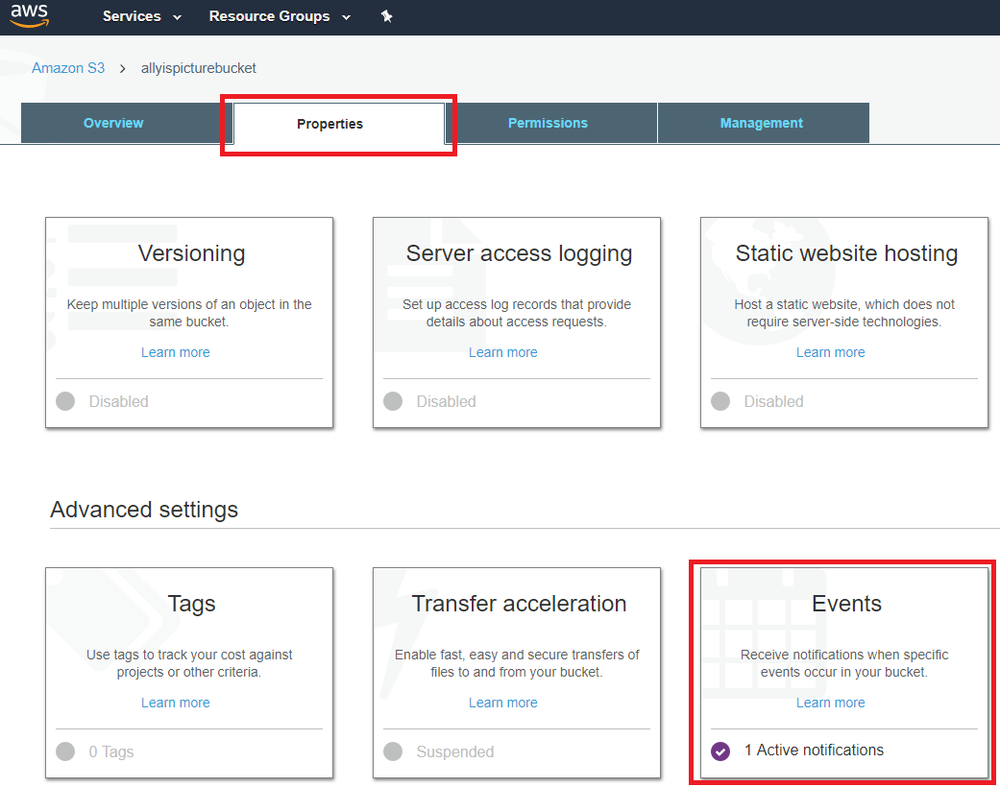 aws
Services
Resource Groups
Amazon S3
allyispicturebucket
Overview
Properties
Permissions
Management
Versioning
Keep multiple versions of an object in the
same bucket.
Learn more
Disabled
Server access logging
Set up access log records that provide
details about access requests.
Learn more
Disabled
Static website hosting
Host a static website, which does not
require server-side technologies.
Learn more
Disabled
Advanced settings
Tags
Use tags to track your cost against
projects or other criteria.
Learn more
0 Tags
Transfer acceleration
Enable fast, easy and secure transfers of
files to and from your bucket.
Learn more
Suspended
Events
Receive notifications when specific
events occur in your bucket.
Learn more
1 Active notifications